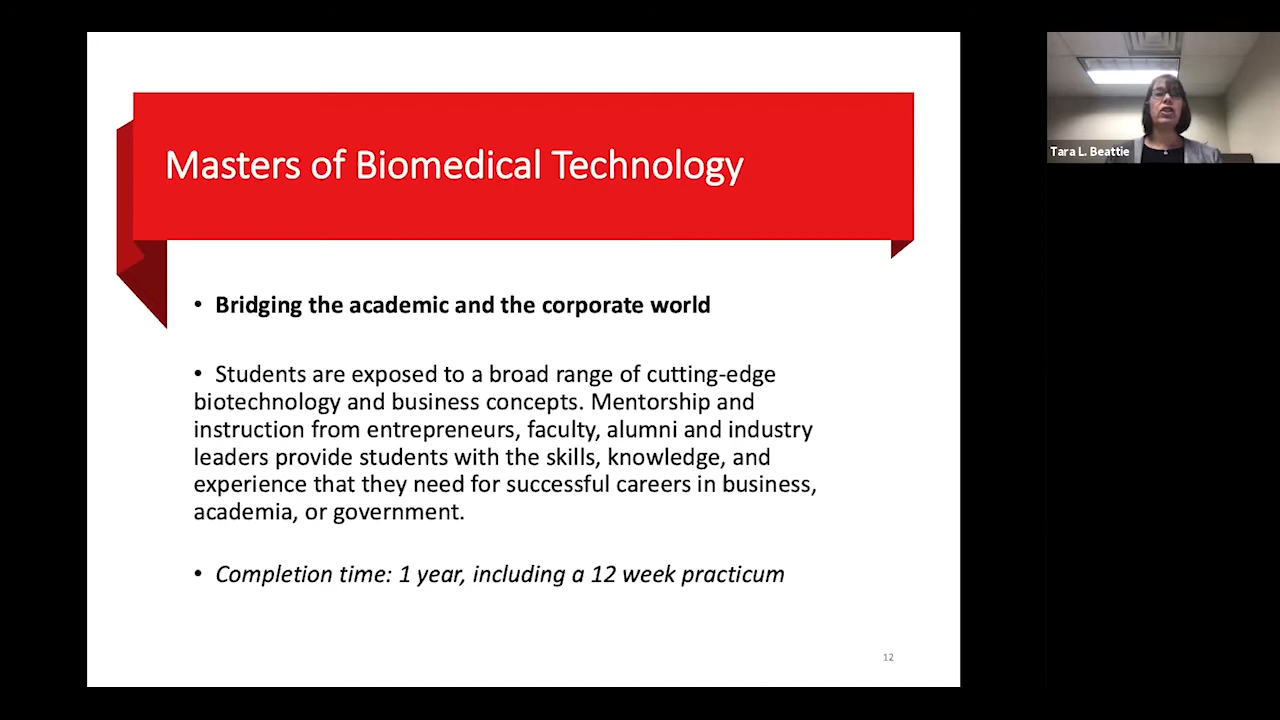 Masters of Biomedical Technology
• Bridging the academic and the corporate world
• Students are exposed to a broad range of cutting-edge
biotechnology and business concepts. Mentorship and
instruction from entrepreneurs, faculty, alumni and industry
leaders provide students with the skills, knowledge, and
experience that they need for successful careers in business,
academia, or government.
• Completion time: 1 year, including a 12 week practicum
12
Tara L. Beattie